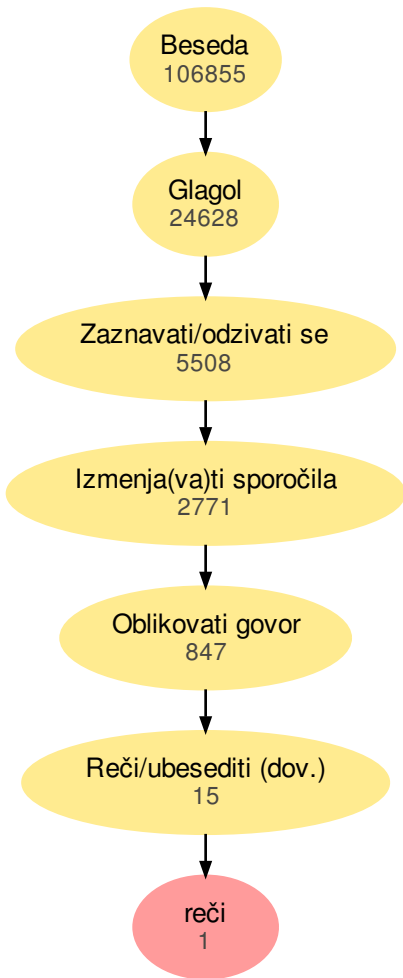 Beseda
106855
Glagol
24628
Zaznavati/odzivati se
5508
Izmenja(va)ti sporočila
2771
Oblikovati govor
847
Reči/ubesediti (dov.)
15
reči
1